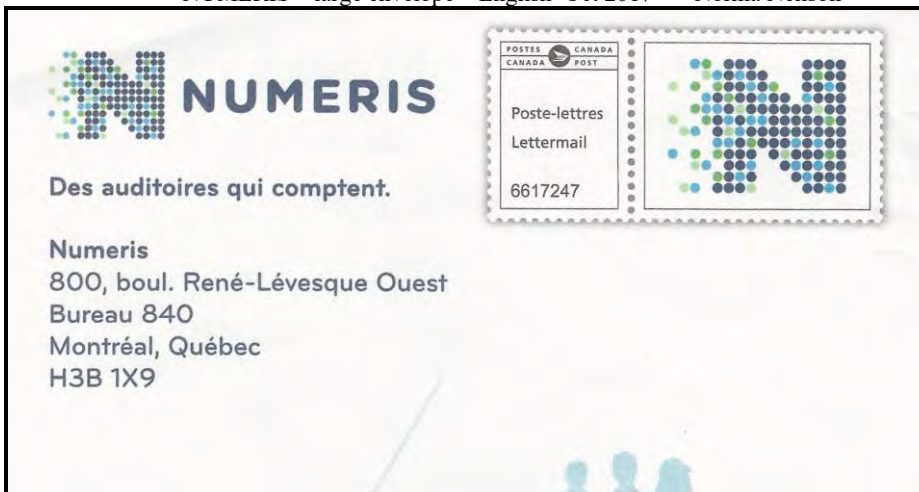 NUMERIS
Des auditoires qui comptent.
Numeris
800, boul. René-Lévesque Ouest
Bureau 840
Montréal, Québec
H3B 1X9
POSTES CANADA
CANADA POST
Poste-lettres
Lettermail
6617247